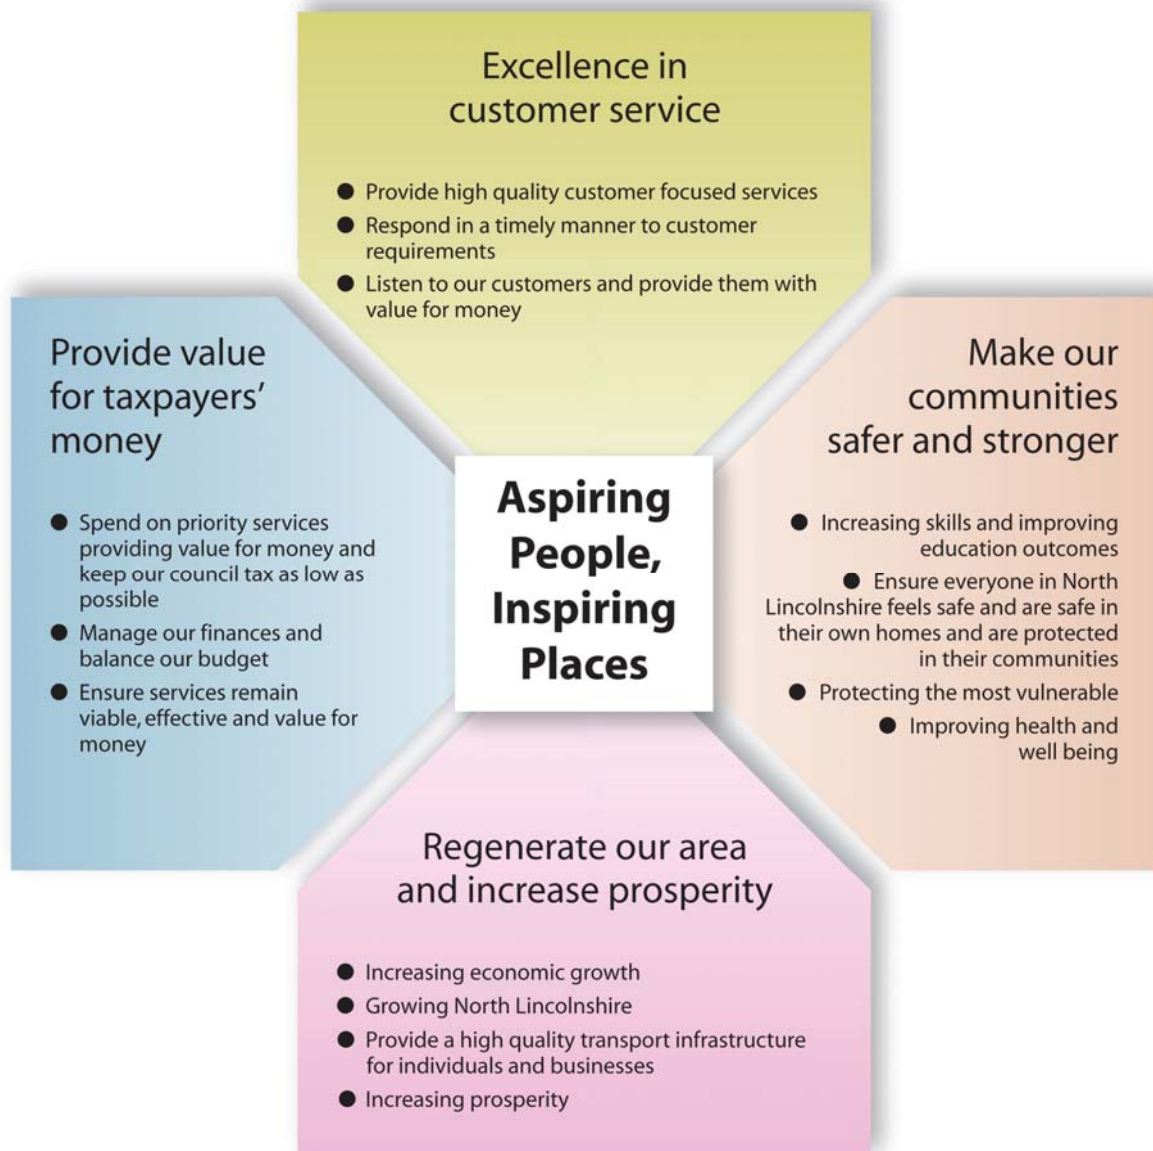 Excellence in
customer service
● Provide high quality customer focused services
● Respond in a timely manner to customer
requirements
● Listen to our customers and provide them with
value for money
Provide value
for taxpayers’
money
● Spend on priority services
providing value for money and
keep our council tax as low as
possible
● Manage our finances and
balance our budget
● Ensure services remain
viable, effective and value for
money
Aspiring
People,
Inspiring
Places
Make our
communities
safer and stronger
● Increasing skills and improving
education outcomes
● Ensure everyone in North
Lincolnshire feels safe and are safe in
their own homes and are protected
in their communities
● Protecting the most vulnerable
● Improving health and
well being
Regenerate our area
and increase prosperity
● Increasing economic growth
● Growing North Lincolnshire
● Provide a high quality transport infrastructure
for individuals and businesses
● Increasing prosperity